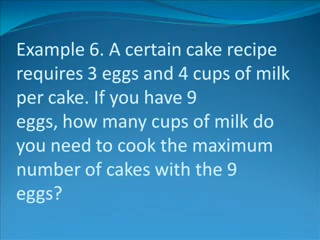 Example 6. A certain cake recipe
requires 3 eggs and 4 cups of milk
per cake. If you have 9
eggs, how many cups of milk do
you need to cook the maximum
number of cakes with the 9
eggs?